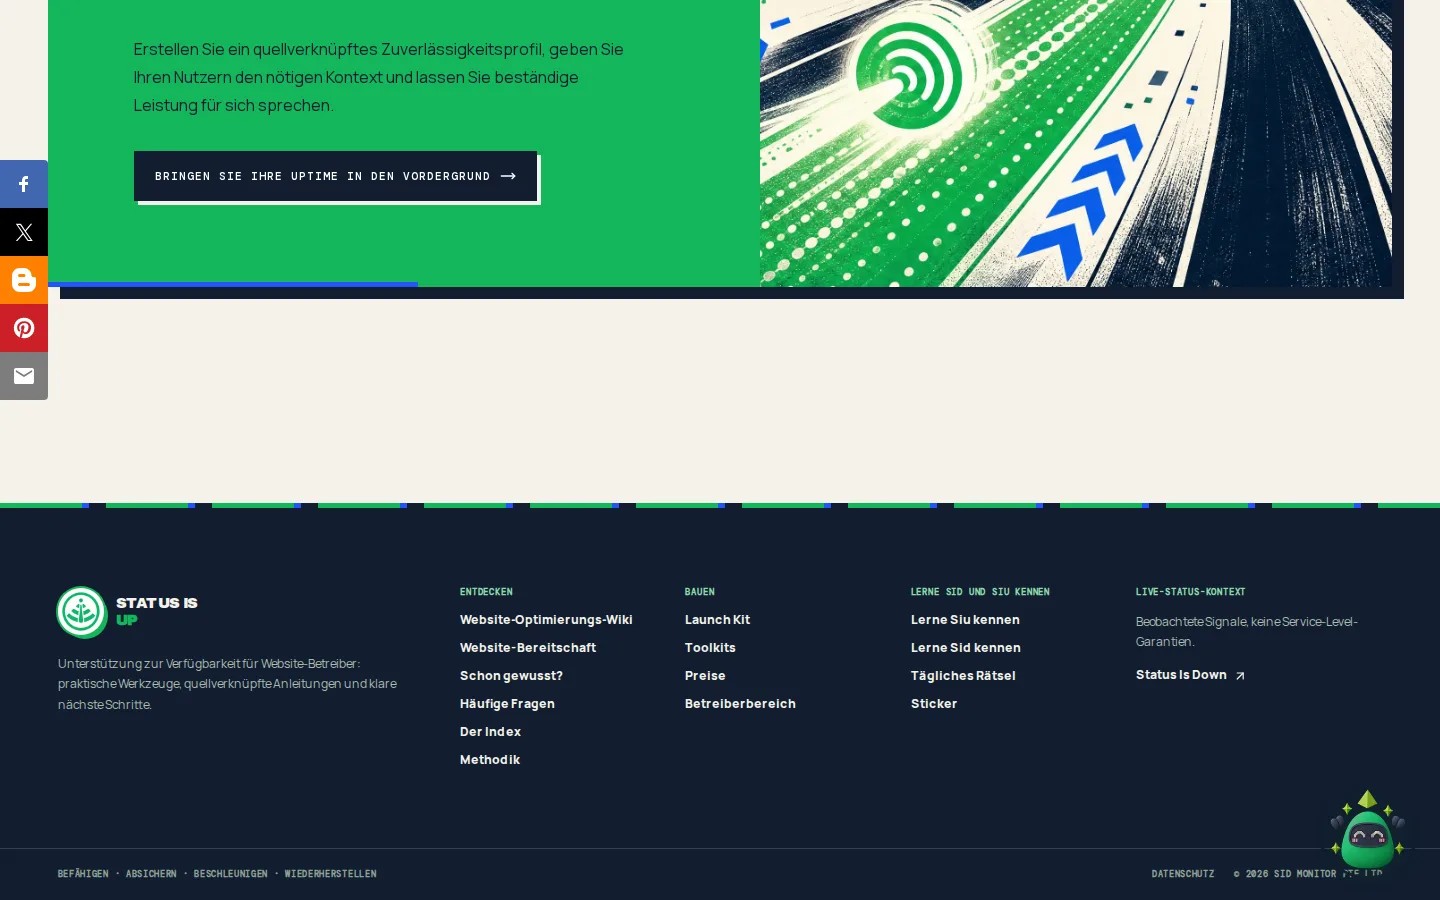 Erstellen Sie ein quellverknüpftes Zuverlässigkeitsprofil, geben Sie
Ihren Nutzern den nötigen Kontext und lassen Sie beständige
Leistung für sich sprechen.
BRINGEN SIE IHRE UPTIME IN DEN VORDERGRUND →
STATUS IS
UP
Unterstützung zur Verfügbarkeit für Website-Betreiber:
praktische Werkzeuge, quellverknüpfte Anleitungen und klare
nächste Schritte.
ENTDECKEN
Website-Optimierungs-Wiki
Website-Bereitschaft
Schon gewusst?
Häufige Fragen
Der Index
Methodik
BAUEN
Launch Kit
Toolkits
Preise
Betreiberbereich
LERNE SID UND SIU KENNEN
Lerne Siu kennen
Lerne Sid kennen
Tägliches Rätsel
Sticker
LIVE-STATUS-KONTEXT
Beobachtete Signale, keine Service-Level-
Garantien.
Status Is Down ↗
BEFÄHIGEN · ABSICHERN · BESCHLEUNIGEN · WIEDERHERSTELLEN
DATENSCHUTZ © 2026 SID MONITOR